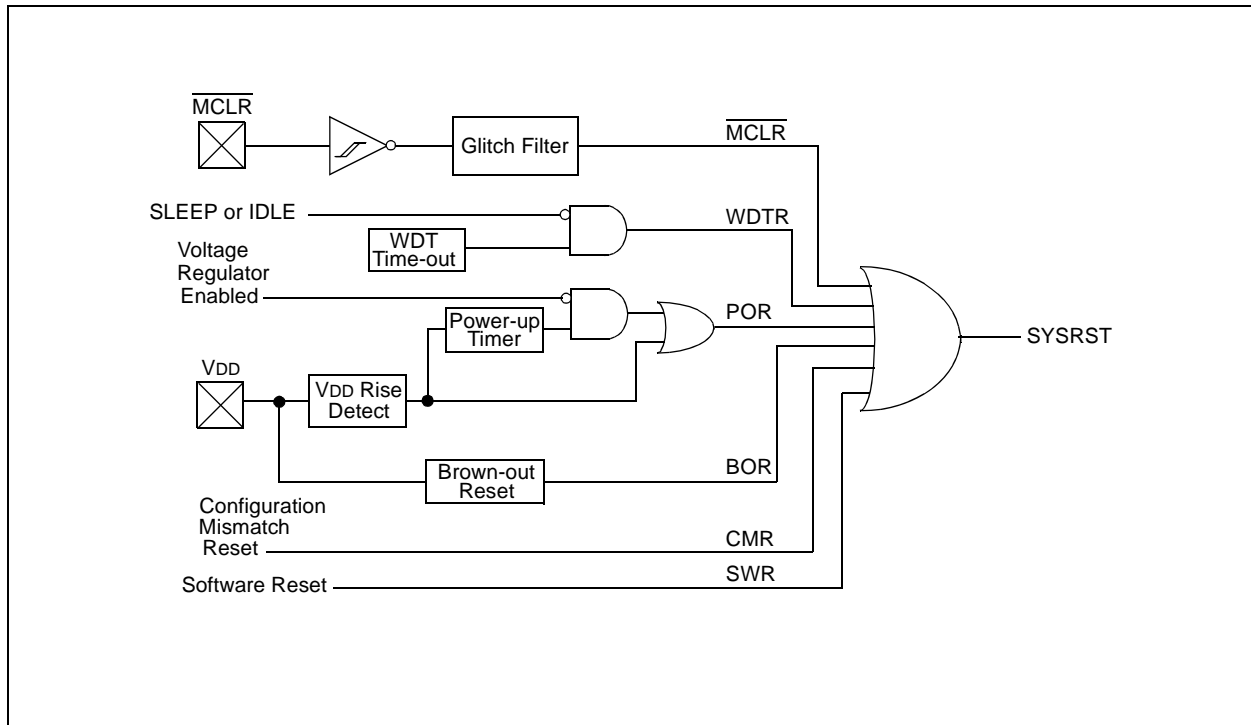 MCLR
Glitch Filter
MCLR
SLEEP or IDLE
WDT
Time-out
WDTR
Voltage
Regulator
Enabled
Power-up
Timer
POR
SYSRST
VDD
VDD Rise
Detect
Brown-out
Reset
BOR
Configuration
Mismatch
Reset
CMR
Software Reset
SWR